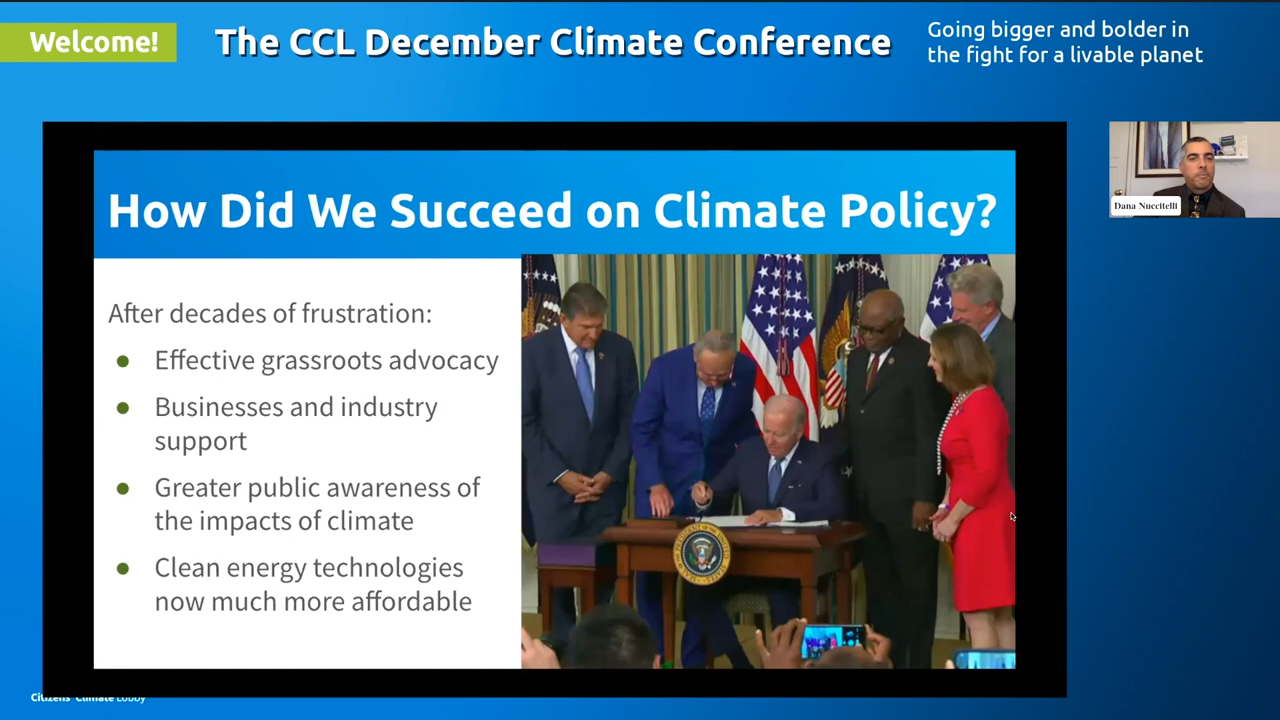 Welcome!
The CCL December Climate Conference
Going bigger and bolder in
the fight for a livable planet
How Did We Succeed on Climate Policy?
After decades of frustration:
● Effective grassroots advocacy
● Businesses and industry
support
● Greater public awareness of
the impacts of climate
● Clean energy technologies
now much more affordable
Dana Nuccitelli
Citizens' Climate Lobby